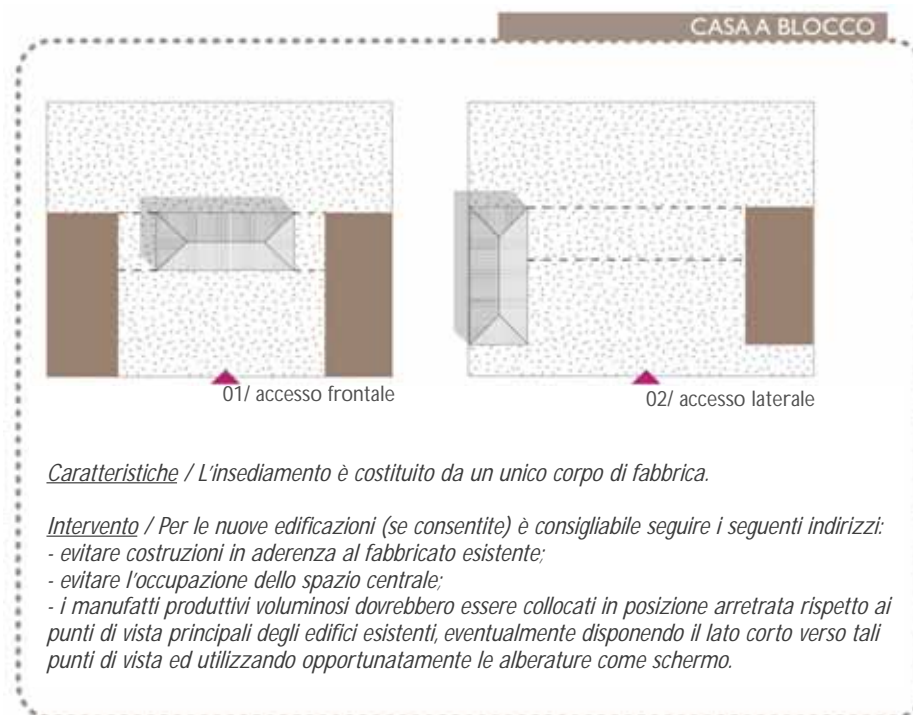 CASA A BLOCCO
01/ accesso frontale
02/ accesso laterale
Caratteristiche / L'insediamento è costituito da un unico corpo di fabbrica.
Intervento / Per le nuove edificazioni (se consentite) è consigliabile seguire i seguenti indirizzi:
- evitare costruzioni in aderenza al fabbricato esistente;
- evitare l'occupazione dello spazio centrale;
- i manufatti produttivi voluminosi dovrebbero essere collocati in posizione arretrata rispetto ai
punti di vista principali degli edifici esistenti, eventualmente disponendo il lato corto verso tali
punti di vista ed utilizzando opportunatamente le alberature come schermo.